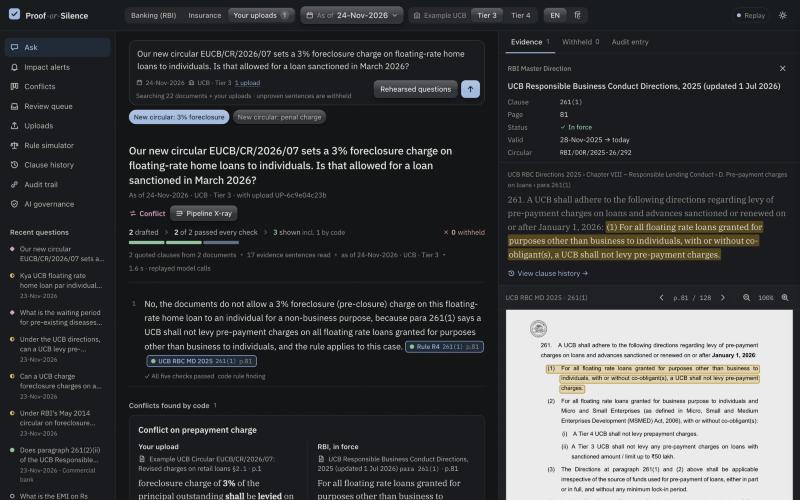 Proof-or-Silence
Banking (RBI)
Insurance
Your uploads 1
As of 24-Nov-2026
Example UCB
Tier 3
Tier 4
EN
हि
Replay
Ask
Impact alerts
Conflicts
Review queue
Uploads
Rule simulator
Clause history
Audit trail
AI governance
Recent questions
Our new circular
EUCB/CR/2026/07 sets a...
23-Nov-2026
Kya UCB floating rate
home loan par individual...
23-Nov-2026
What is the waiting period
for pre-existing diseases...
23-Nov-2026
Under the UCB directions,
can a UCB levy pre-...
23-Nov-2026
Can a UCB charge
foreclosure charges on a...
23-Nov-2026
Under RBI's May 2014
circular on foreclosure...
23-Nov-2026
Does paragraph 261(2)(ii)
of the UCB Responsible...
23-Nov-2026 · Commercial
bank
What is the EMI on Rs
Our new circular EUCB/CR/2026/07 sets a 3% foreclosure charge on floating-rate home
loans to individuals. Is that allowed for a loan sanctioned in March 2026?
24-Nov-2026 UCB · Tier 3 1 upload
Searching 22 documents + your uploads · unproven sentences are withheld
Rehearsed questions
New circular: 3% foreclosure
New circular: penal charge
Our new circular EUCB/CR/2026/07 sets a 3% foreclosure charge on
floating-rate home loans to individuals. Is that allowed for a loan
sanctioned in March 2026?
As of 24-Nov-2026 · UCB · Tier 3 · with upload UP-6c9e04c23b
Conflict
Pipeline X-ray
2 drafted > 2 of 2 passed every check > 3 shown incl. 1 by code
× 0 withheld
2 quoted clauses from 2 documents • 17 evidence sentences read • as of 24-Nov-2026 · UCB · Tier 3 •
1.6 s · replayed model calls
1 No, the documents do not allow a 3% foreclosure (pre-closure) charge on this floating-
rate home loan to an individual for a non-business purpose, because para 261(1) says a
UCB shall not levy pre-payment charges on all floating rate loans granted for purposes
other than business to individuals, and the rule applies to this case. Rule R4 261(1) p.81
UCB RBC MD 2025 261(1) p.81
✓ All five checks passed code rule finding
Conflicts found by code 1
Conflict on prepayment charge
Your upload
Example UCB Circular EUCB/CR/2026/07:
Revised charges on retail loans §2.1 · p.1
foreclosure charge of 3% of the
principal outstanding shall be levied on
RBI, in force
UCB Responsible Business Conduct Directions,
2025 (updated 1 Jul 2026) para 261(1) · p.81
For all floating rate loans granted for
purposes other than business to
Evidence 1
Withheld 0
Audit entry
RBI Master Direction
UCB Responsible Business Conduct Directions, 2025 (updated 1 Jul 2026)
Clause 261(1)
Page 81
Status ✓ In force
Valid 28-Nov-2025 → today
Circular RBI/DOR/2025-26/292
UCB RBC Directions 2025 › Chapter VIII – Responsible Lending Conduct › D. Pre-payment charges
on loans › para 261(1)
261. A UCB shall adhere to the following directions regarding levy of
pre-payment charges on loans and advances sanctioned or renewed on
or after January 1, 2026: (1) For all floating rate loans granted for
purposes other than business to individuals, with or without co-
obligant(s), a UCB shall not levy pre-payment charges.
View clause history →
UCB RBC MD 2025 · 261(1)
p.81 / 128
100%
261. A UCB shall adhere to the following directions regarding levy of pre-payment
charges on loans and advances sanctioned or renewed on or after January 1, 2026:
(1) For all floating rate loans granted for purposes other than business to
individuals, with or without co-obligant(s), a UCB shall not levy pre-payment
charges.
(2) For all floating rate loans granted for business purpose to individuals and
Micro and Small Enterprises (as defined in Micro, Small and Medium
Enterprises Development (MSMED) Act, 2006), with or without co-obligant(s):
(i) A Tier 4 UCB shall not levy prepayment charges.
(ii) A Tier 3 UCB shall not levy any pre-payment charges on loans with
sanctioned amount / limit up to ₹50 lakh.
(3) The Directions at paragraph 261(1) and (2) above shall be applicable
irrespective of the source of funds used for pre-payment of loans, either in part
or in full, and without any minimum lock-in period.